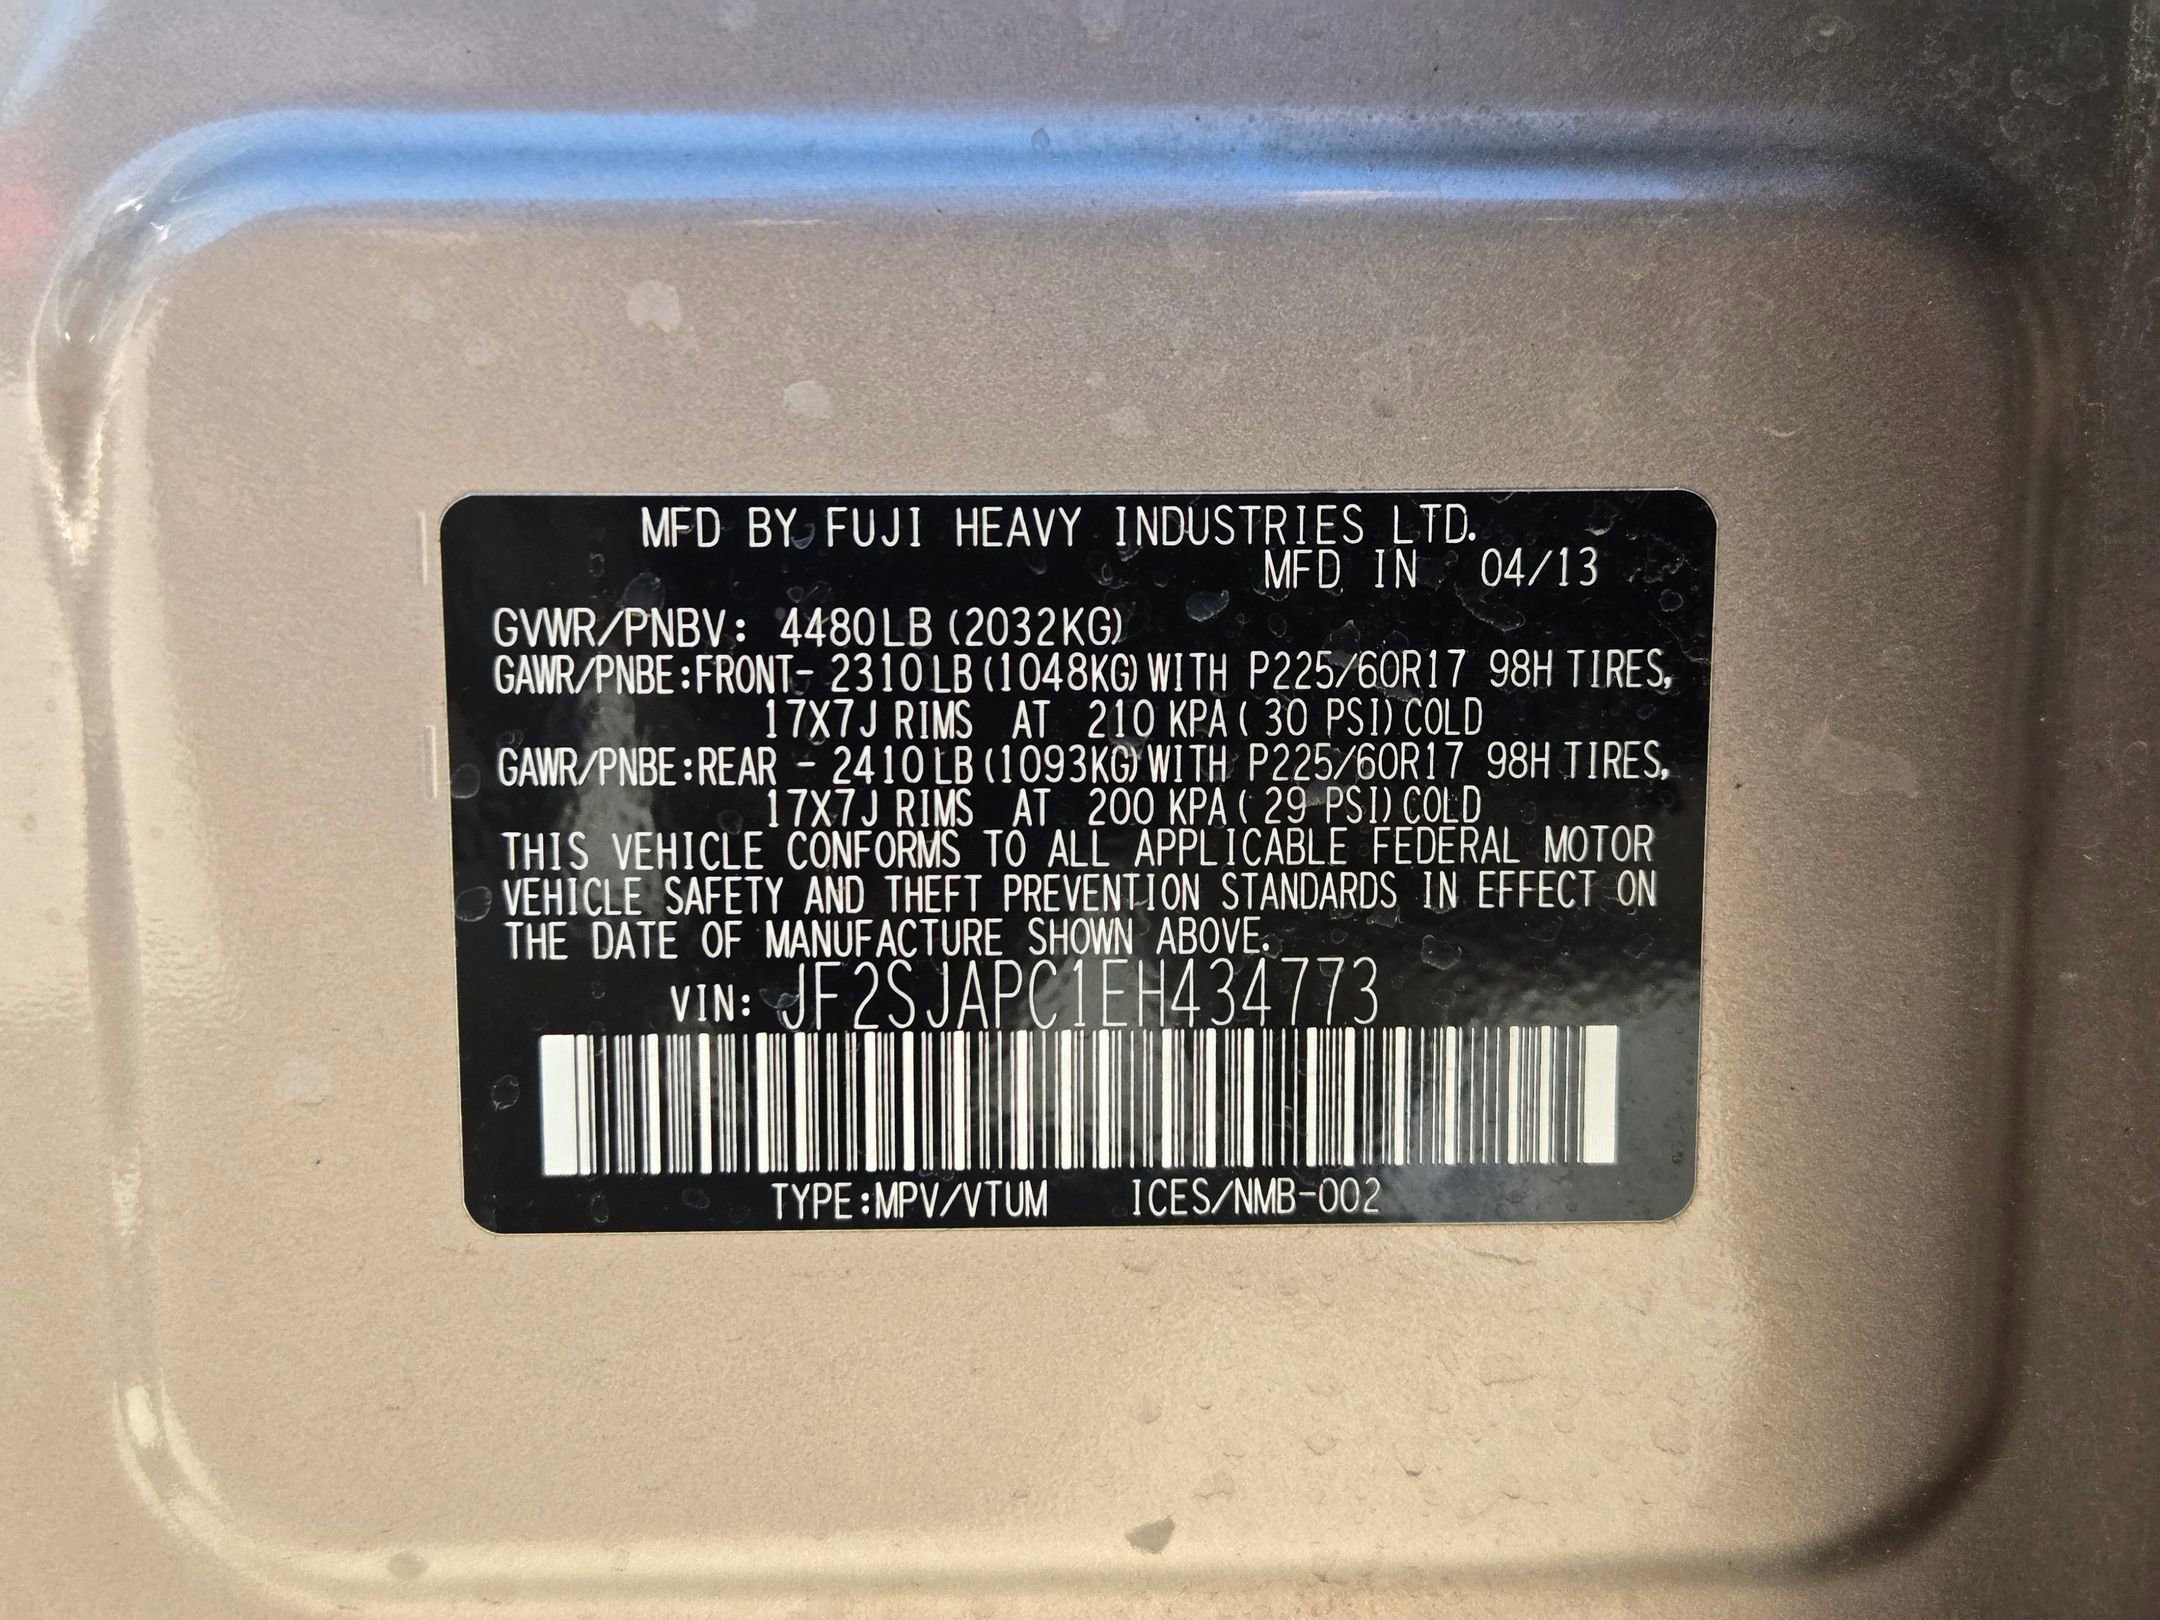 MFD BY FUJI HEAVY INDUSTRIES LTD.
MFD IN 04/13
GVWR/PNBV: 4480LB (2032KG)
GAWR/PNBE:FRONT- 2310LB (1048KG) WITH P225/60R17 98H TIRES,
17X7J RIMS AT 210 KPA ( 30 PSI) COLD
GAWR/PNBE:REAR - 2410LB (1093KG) WITH P225/60R17 98H TIRES,
17X7J RIMS AT 200 KPA ( 29 PSI) COLD
THIS VEHICLE CONFORMS TO ALL APPLICABLE FEDERAL MOTOR
VEHICLE SAFETY AND THEFT PREVENTION STANDARDS IN EFFECT ON
THE DATE OF MANUFACTURE SHOWN ABOVE.
VIN: JF2SJAPC1EH434773
TYPE:MPV/VTUM ICES/NMB-002